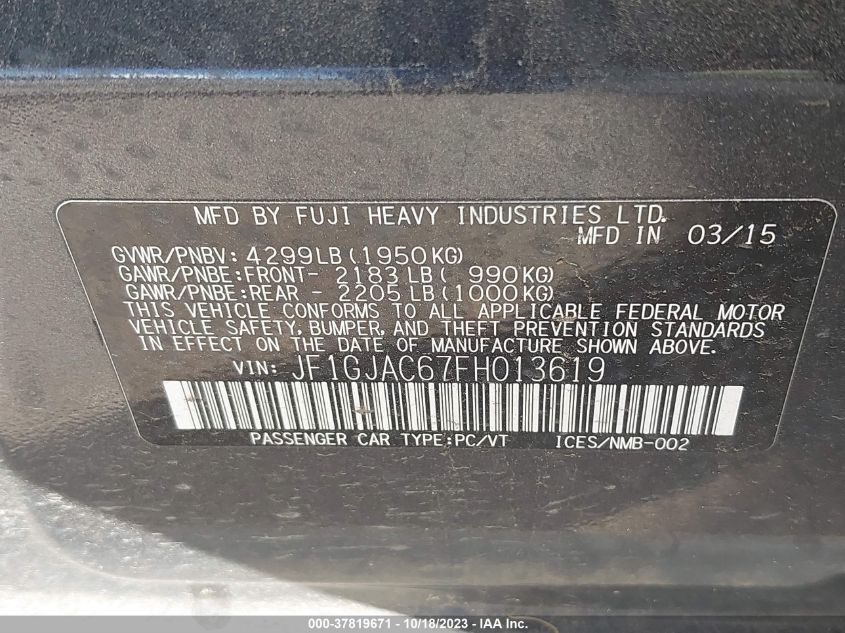 MFD BY FUJI HEAVY INDUSTRIES LTD.
MFD IN 03/15
GVWR/PNBV: 4299LB (1950KG)
GAWR/PNBE:FRONT- 2183 LB ( 990KG)
GAWR/PNBE:REAR - 2205 LB (1000KG)
THIS VEHICLE CONFORMS TO ALL APPLICABLE FEDERAL MOTOR
VEHICLE SAFETY, BUMPER, AND THEFT PREVENTION STANDARDS
IN EFFECT ON THE DATE OF MANUFACTURE SHOWN ABOVE.
VIN: JF1GJAC67FH013619
PASSENGER CAR TYPE:PC/VT ICES/NMB-002
000-37819671 - 10/18/2023 - IAA Inc.